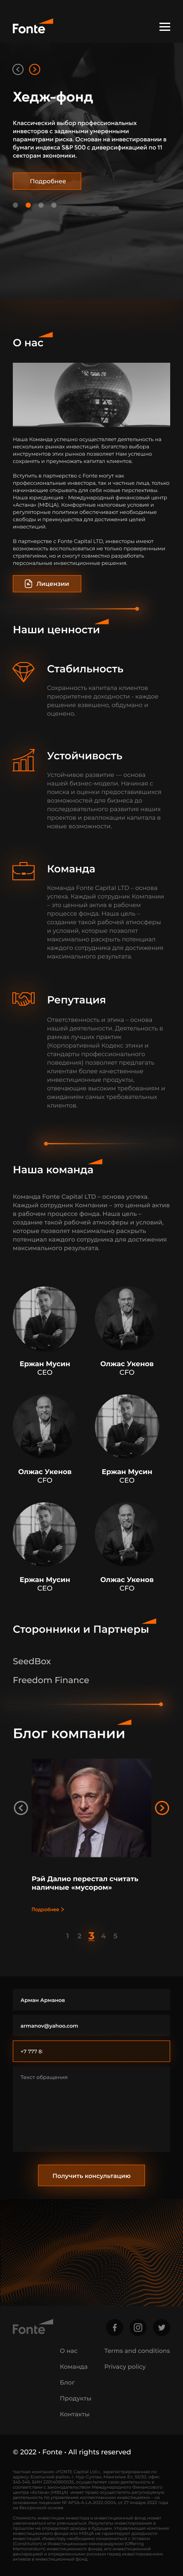 Fonte
Хедж-фонд
Классический выбор профессиональных
инвесторов с заданными умеренными
параметрами риска. Основан на инвестировании в
бумаги индекса S&P 500 с диверсификацией по 11
секторам экономики.
Подробнее
О нас
Наша Команда успешно осуществляет деятельность на
нескольких рынках инвестиций. Богатство выбора
инструментов этих рынков позволяет Нам успешно
сохранять и приумножать капитал клиентов.
Вступить в партнерство с Fonte могут как
профессиональные инвестора, так и частные лица, только
начинающие открывать для себя новые перспективы.
Наша юрисдикция - Международный финансовый центр
«Астана» (МФЦА). Комфортные налоговые условия и
регуляторные политики обеспечивают необходимые
свободы и преимущества для достижения целей
инвестиций.
В партнерстве с Fonte Capital LTD, инвесторы имеют
возможность воспользоваться не только проверенными
стратегиями, но и смогут совместно разработать
персональные инвестиционные решения.
Лицензии
Наши ценности
Стабильность
Сохранность капитала клиентов
приоритетное доходности - каждое
решение взвешено, обдумано и
оценено.
Устойчивость
Устойчивое развитие — основа
нашей бизнес-модели. Начиная с
поиска и оценки предоставившихся
возможностей для бизнеса до
последовательного развития наших
проектов и реаллокации капитала в
новые возможности.
Команда
Команда Fonte Capital LTD – основа
успеха. Каждый сотрудник Компании
– это ценный актив в рабочем
процессе фонда. Наша цель –
создание такой рабочей атмосферы
и условий, которые позволят
максимально раскрыть потенциал
каждого сотрудника для достижения
максимального результата.
Репутация
Ответственность и этика – основа
нашей деятельности. Деятельность в
рамках лучших практик
(Корпоративный Кодекс этики и
стандарты профессионального
поведения) позволяет предлагать
клиентам более качественные
инвестиционные продукты,
отвечающие высоким требованиям и
ожиданиям самых требовательных
клиентов.
Наша команда
Команда Fonte Capital LTD – основа успеха.
Каждый сотрудник Компании – это ценный актив
в рабочем процессе фонда. Наша цель –
создание такой рабочей атмосферы и условий,
которые позволят максимально раскрыть
потенциал каждого сотрудника для достижения
максимального результата.
Ержан Мусин
CEO
Олжас Укенов
CFO
Олжас Укенов
CFO
Ержан Мусин
CEO
Ержан Мусин
CEO
Олжас Укенов
CFO
Сторонники и Партнеры
SeedBox
Freedom Finance
Блог компании
Рэй Далио перестал считать
наличные «мусором»
Подробнее
1 2 3 4 5
Арман Арманов
armanov@yahoo.com
+7 777 8
Текст обращения
Получить консультацию
Fonte
О нас
Terms and conditions
Команда
Privacy policy
Блог
Продукты
Контакты
© 2022 • Fonte • All rights reserved